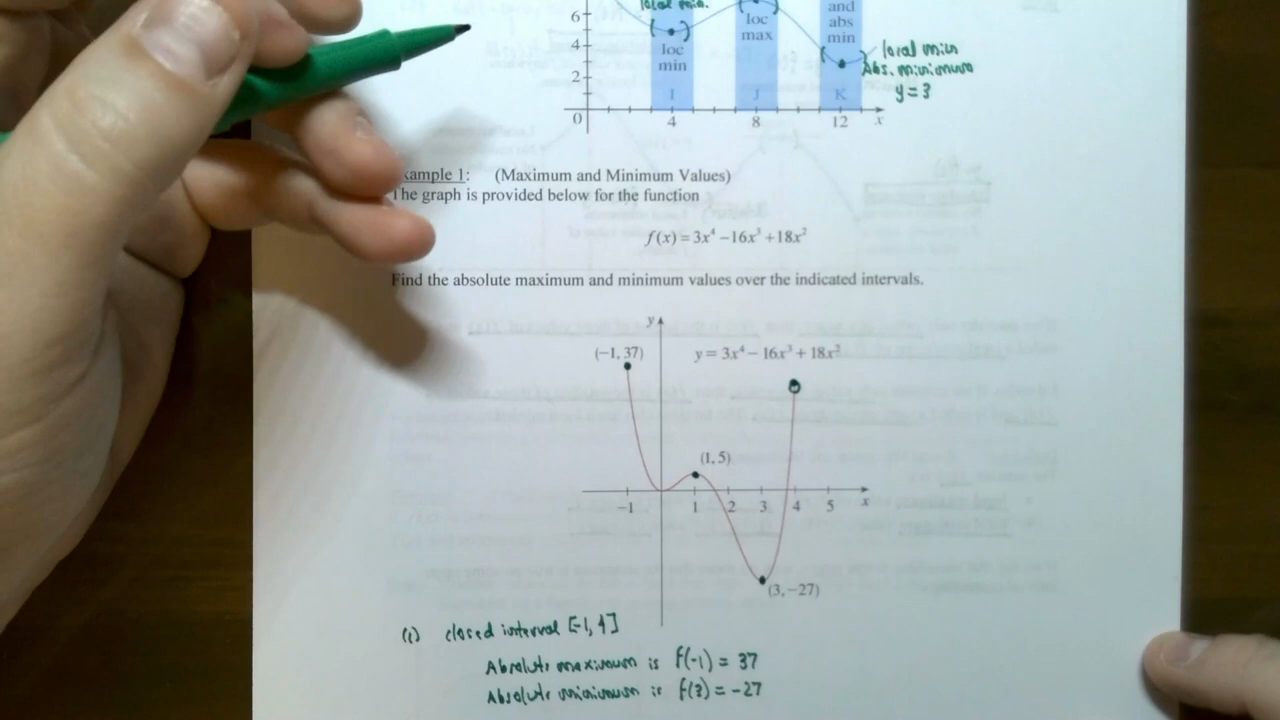 local min.
6
4
2
0
loc
min
I
loc
max
J
and
abs
min
K
4
8
12
x
local min
Abs. minimum
y = 3
xample 1: (Maximum and Minimum Values)
The graph is provided below for the function
f(x) = 3x⁴ − 16x³ + 18x²
Find the absolute maximum and minimum values over the indicated intervals.
y
(−1, 37)
y = 3x⁴ − 16x³ + 18x²
(1, 5)
−1
1
2
3
4
5
x
(3, −27)
(i) closed interval [-1, 4]
Absolute maximum is f(-1) = 37
Absolute minimum is f(3) = -27